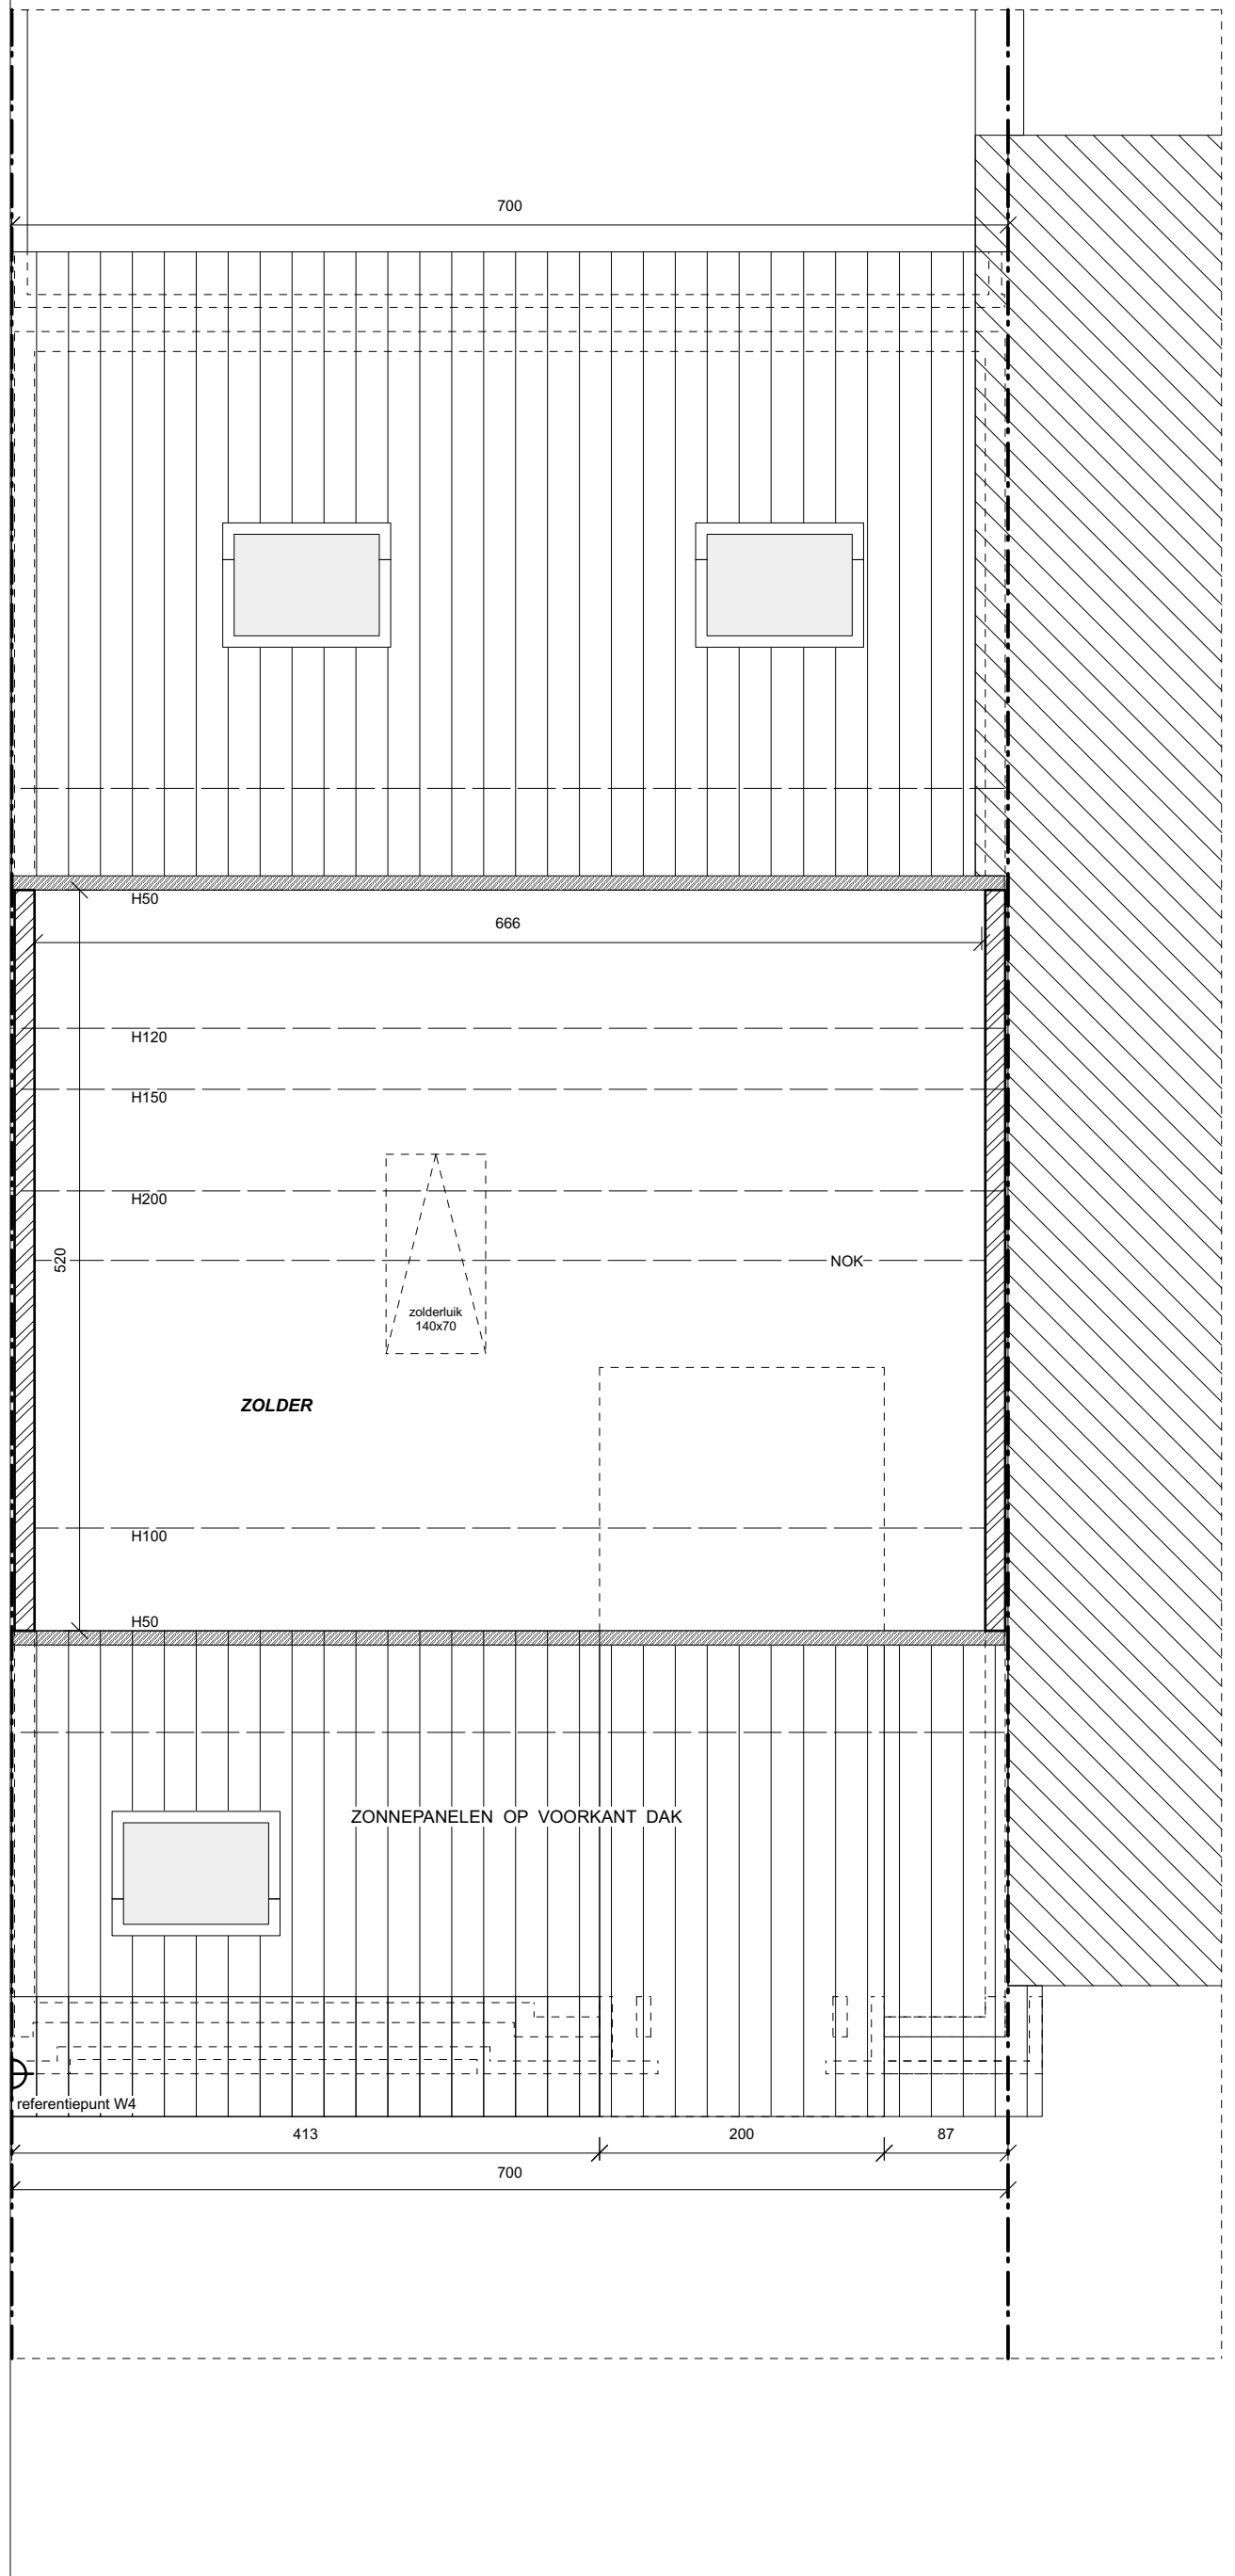 700
H50
666
H120
H150
H200
520
NOK
zolderluik
140x70
ZOLDER
H100
H50
ZONNEPANELEN OP VOORKANT DAK
referentiepunt W4
413
200
87
700